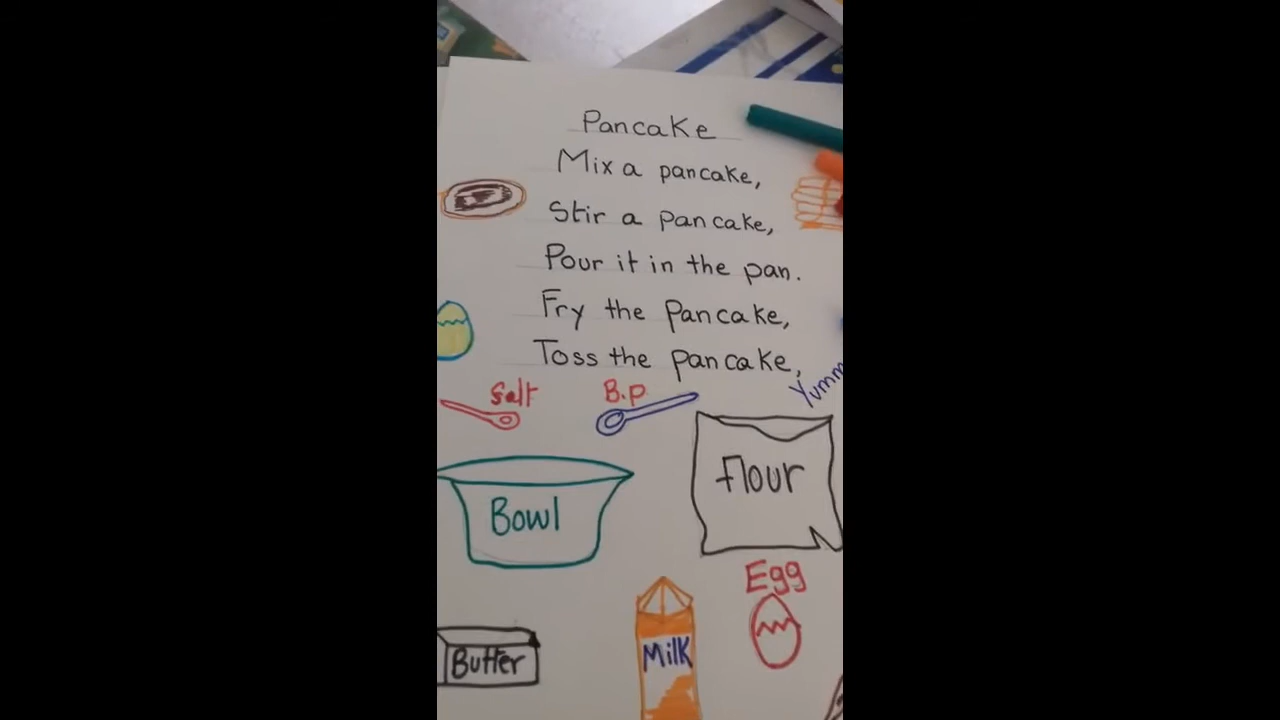 Pancake
Mix a pancake,
Stir a pancake,
Pour it in the pan.
Fry the pancake,
Toss the pancake,
Salt
B.p
Yumm
Bowl
Flour
Egg
Butter
Milk